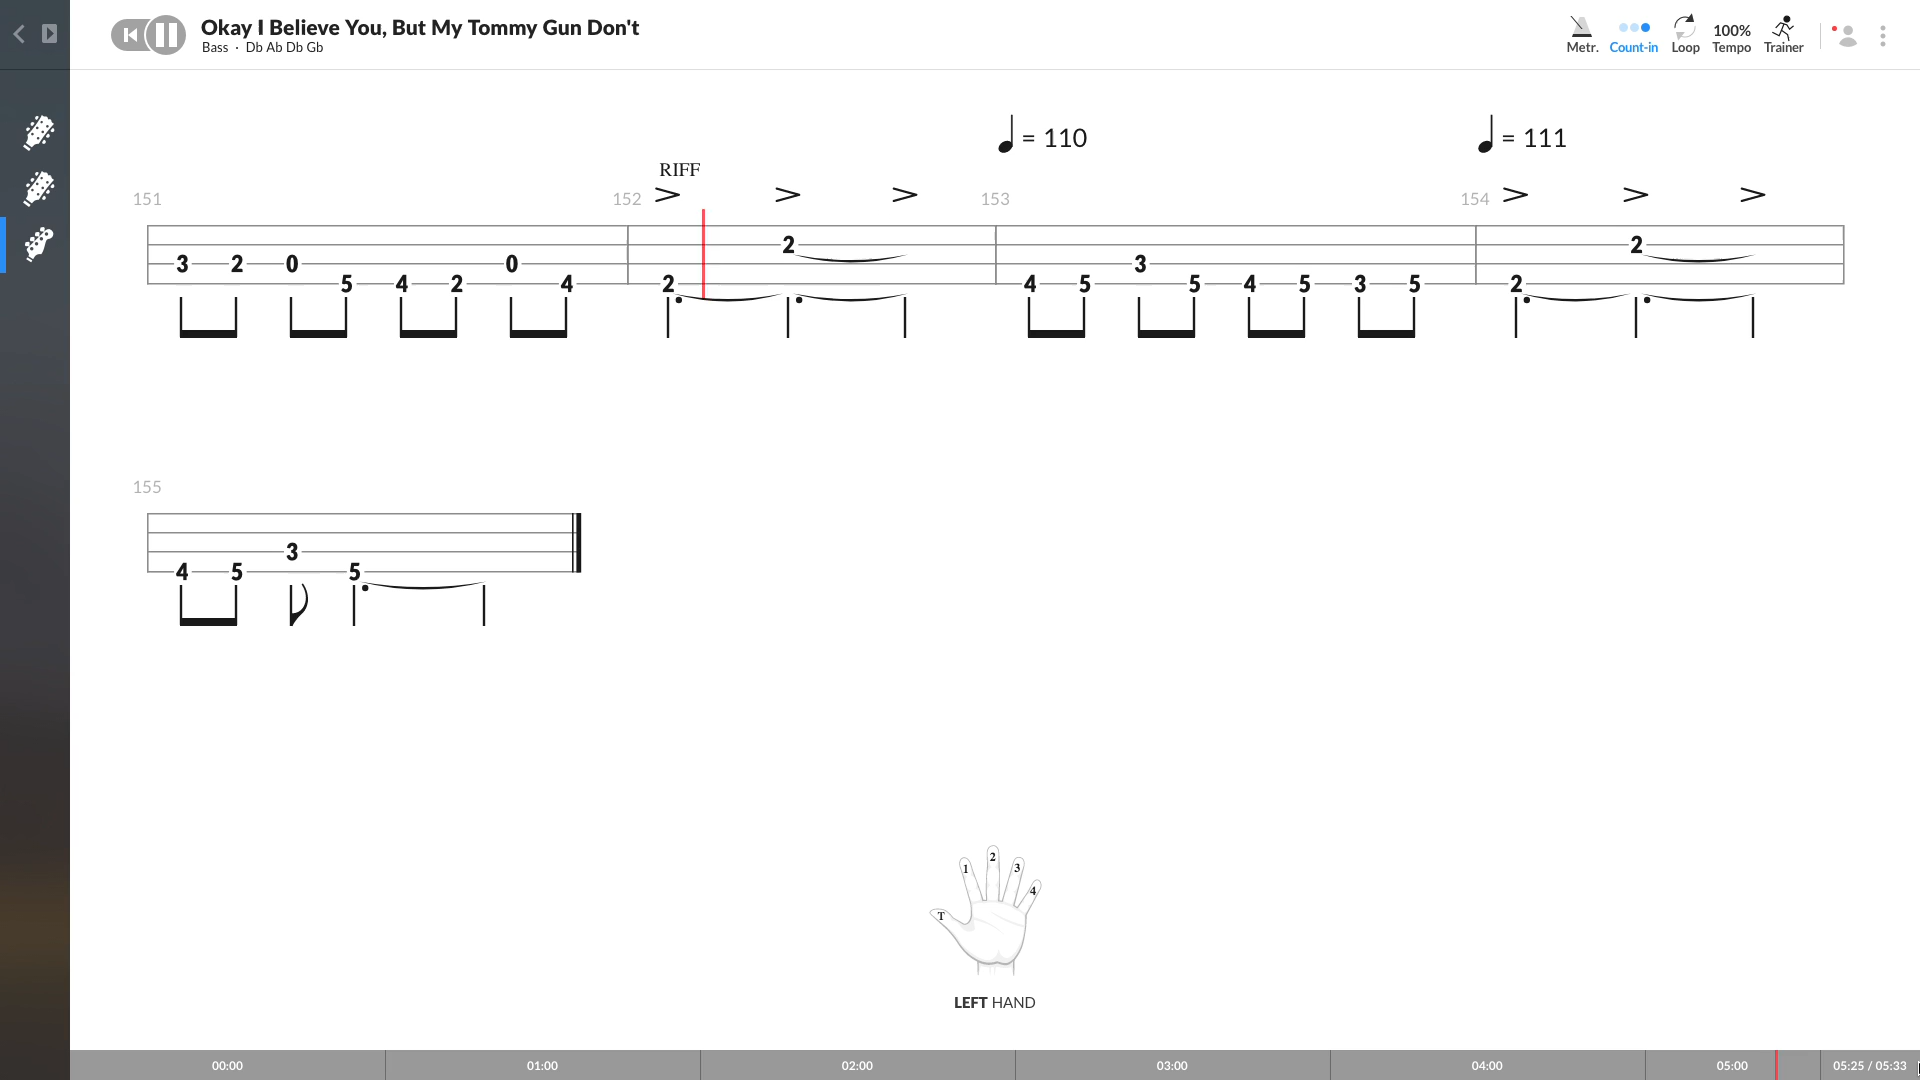 Okay I Believe You, But My Tommy Gun Don't
Bass · Db Ab Db Gb
Metr.
Count-in
Loop
100%
Tempo
Trainer
= 110
= 111
RIFF
151
152
153
154
2 2
3 2 0 0 3
5 4 2 4 2 4 5 5 4 5 3 5 2
155
3
4 5 5
1 2 3 4 T
LEFT HAND
00:00 01:00 02:00 03:00 04:00 05:00 05:25 / 05:33